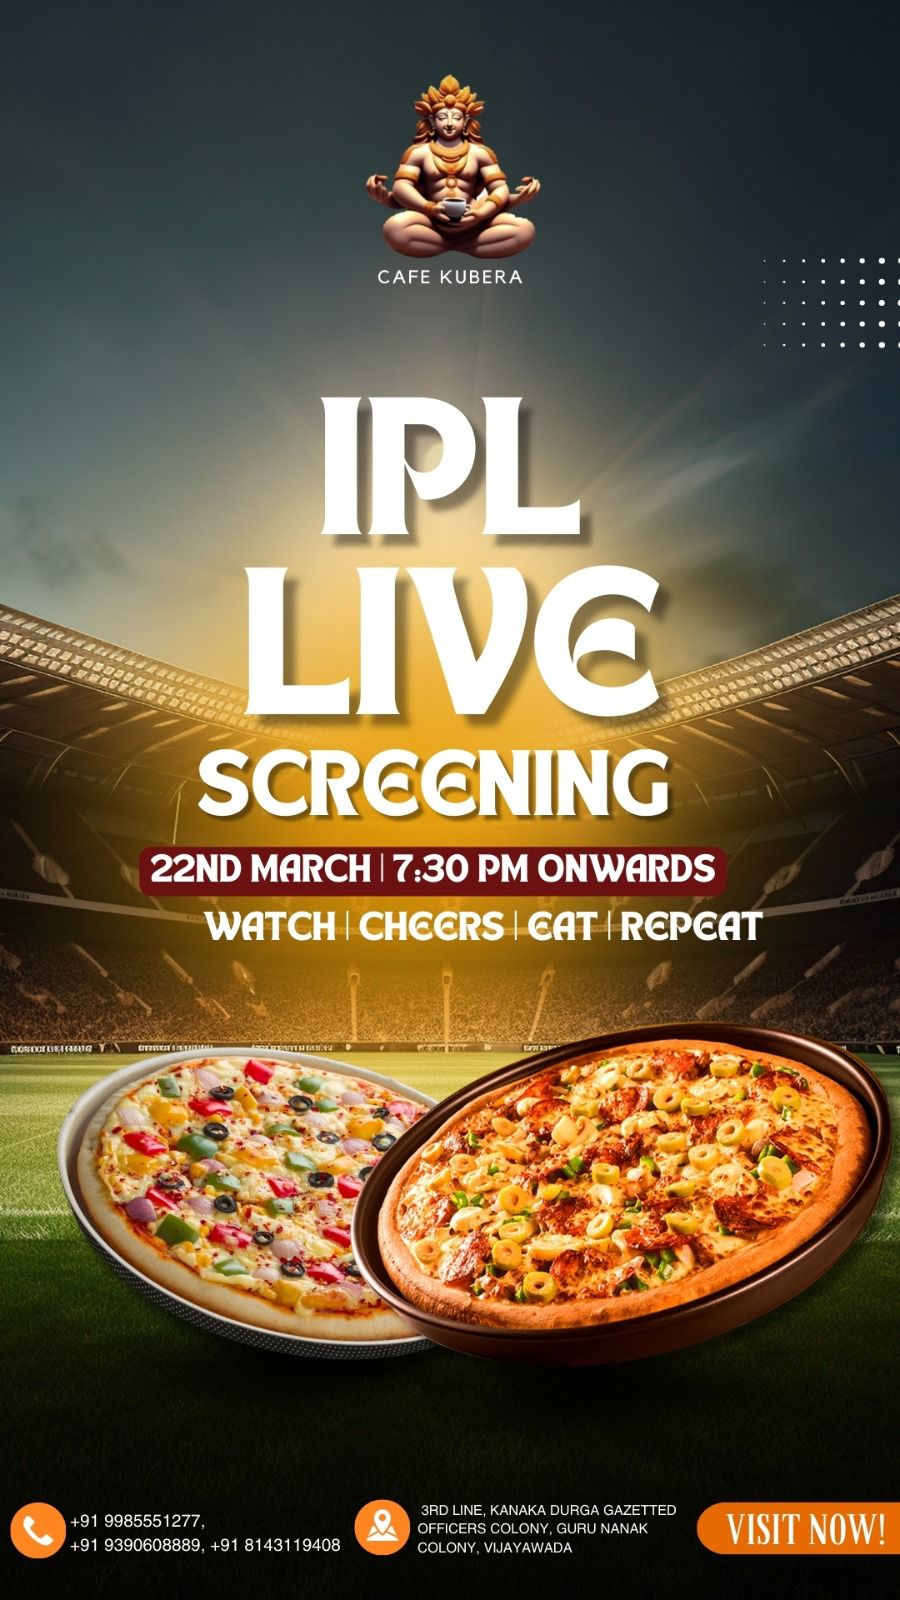 CAFE KUBERA
IPL
LIVE
SCREENING
22ND MARCH | 7:30 PM ONWARDS
WATCH | CHEERS | EAT | REPEAT
+91 9985551277,
+91 9390608889, +91 8143119408
3RD LINE, KANAKA DURGA GAZETTED
OFFICERS COLONY, GURU NANAK
COLONY, VIJAYAWADA
VISIT NOW!